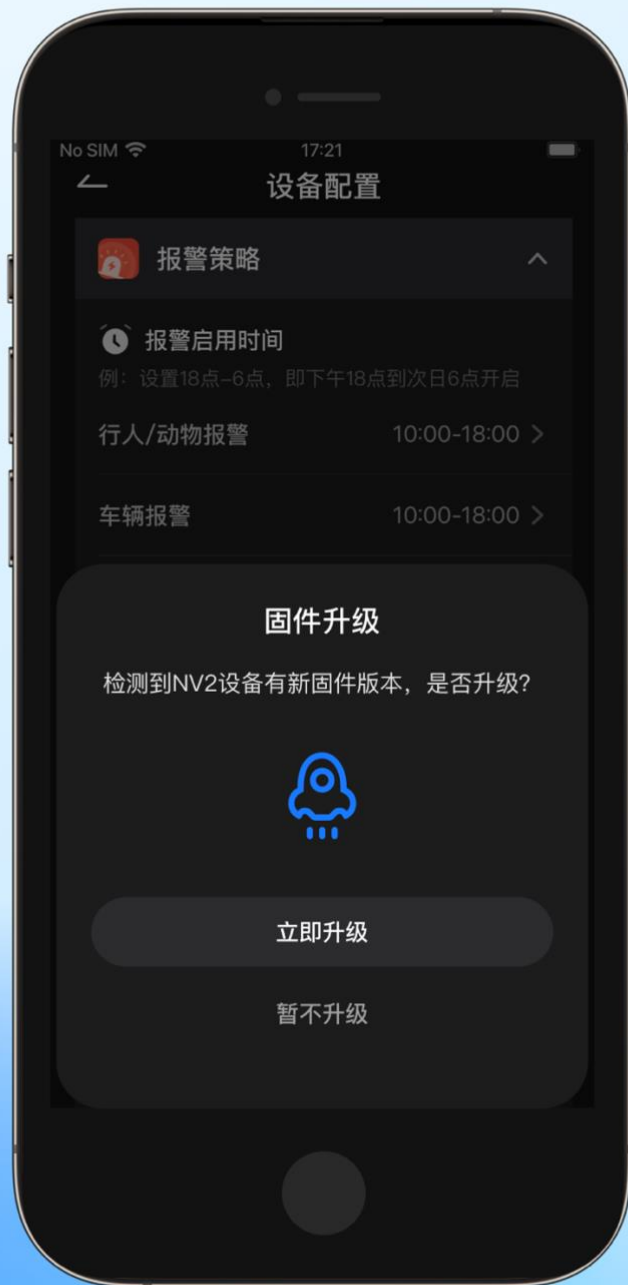 No SIM 17:21
设备配置
报警策略
报警启用时间
例：设置18点-6点，即下午18点到次日6点开启
行人/动物报警 10:00-18:00
车辆报警 10:00-18:00
固件升级
检测到NV2设备有新固件版本，是否升级?
立即升级
暂不升级